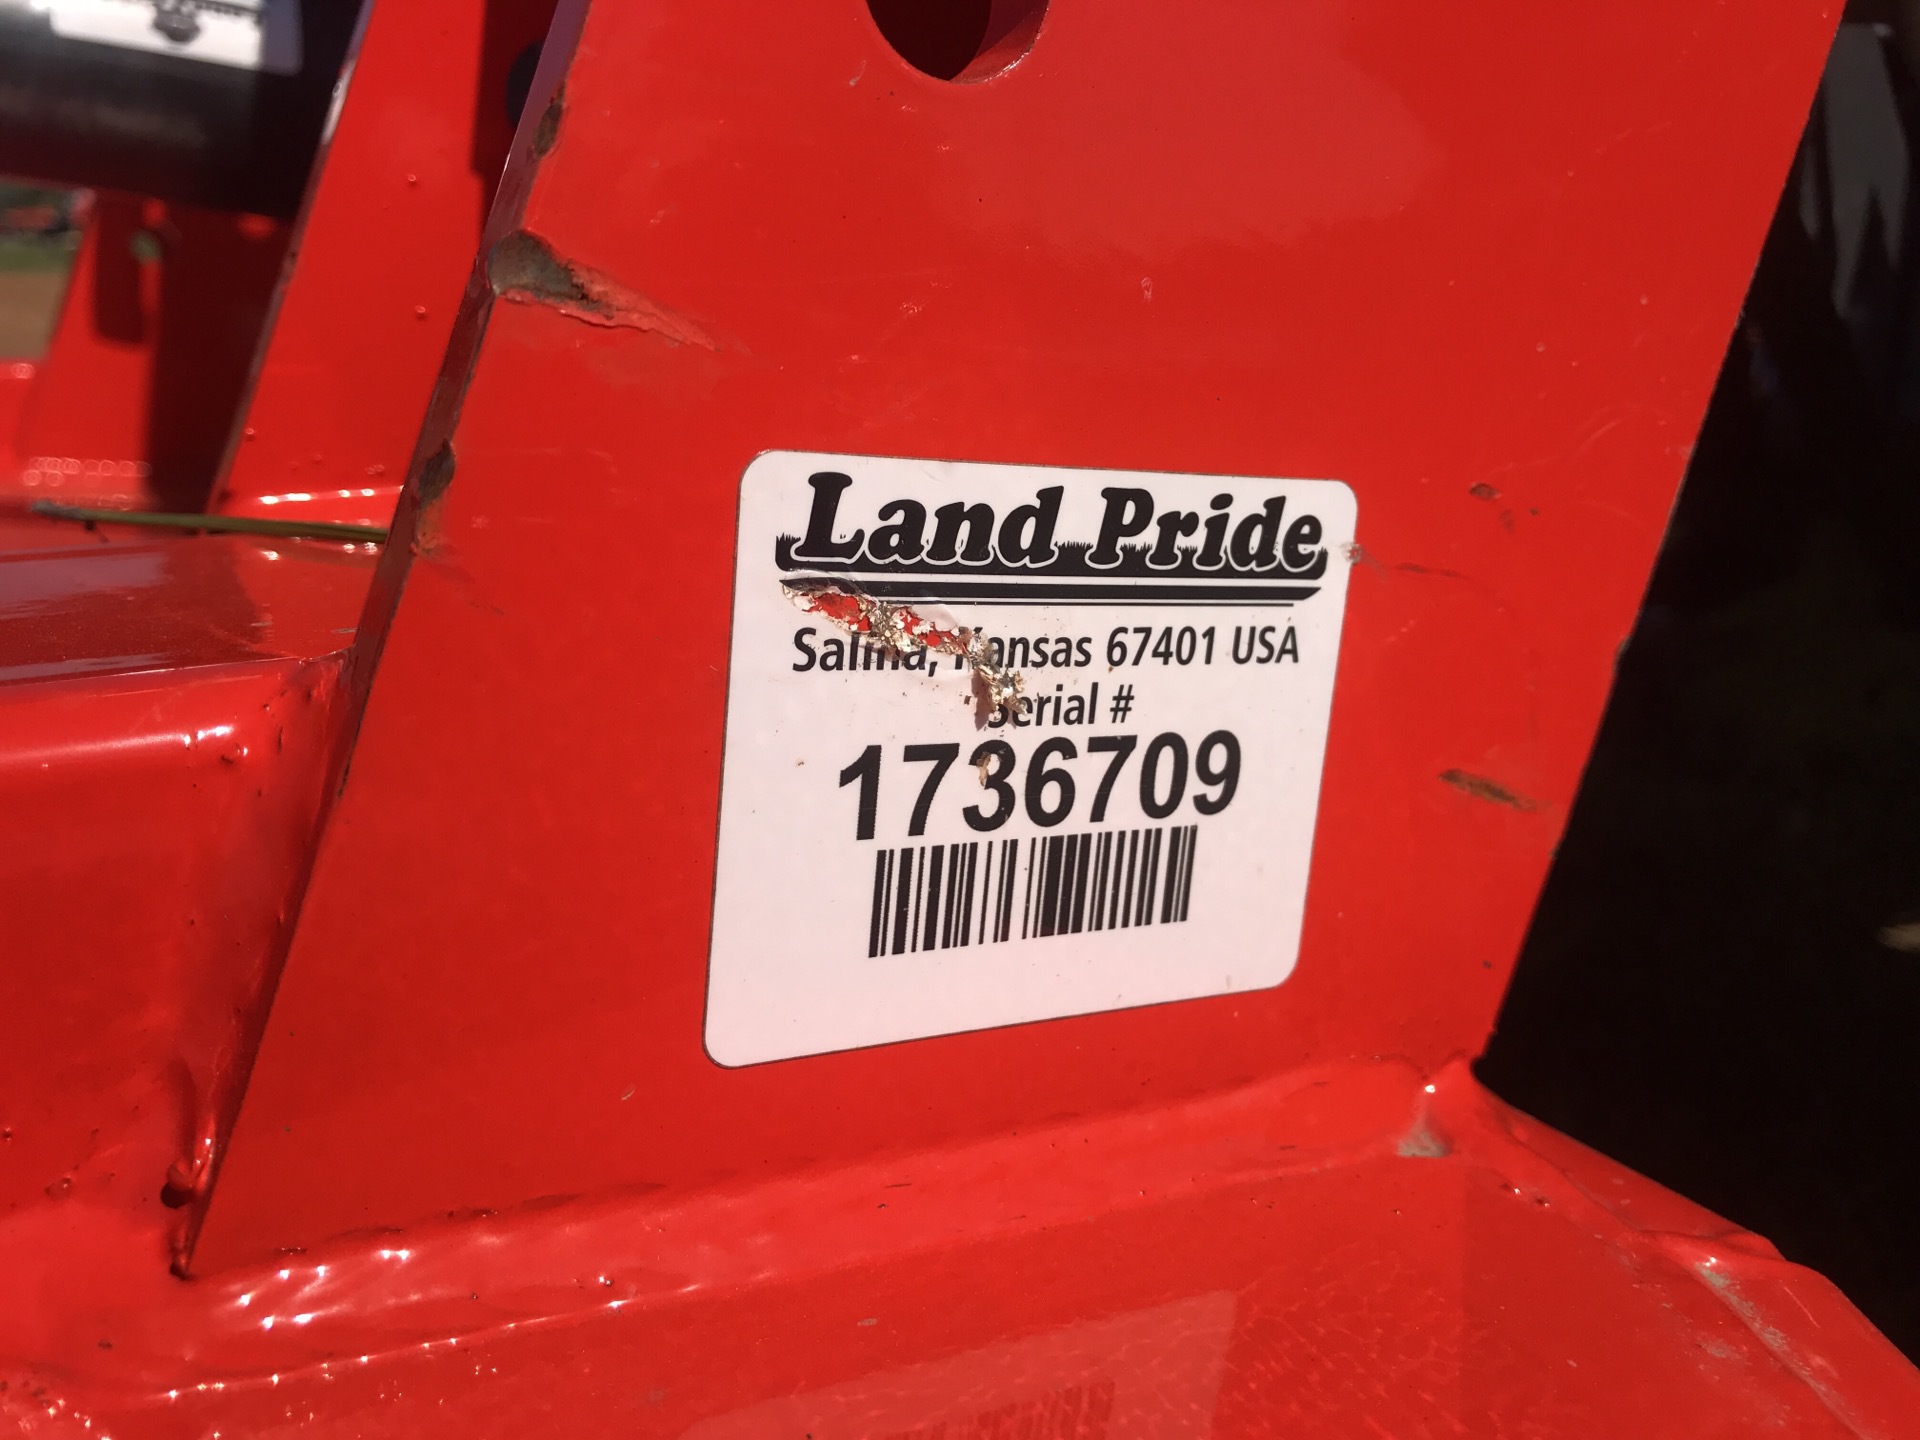 Land Pride
Salina, Kansas 67401 USA
Serial #
1736709